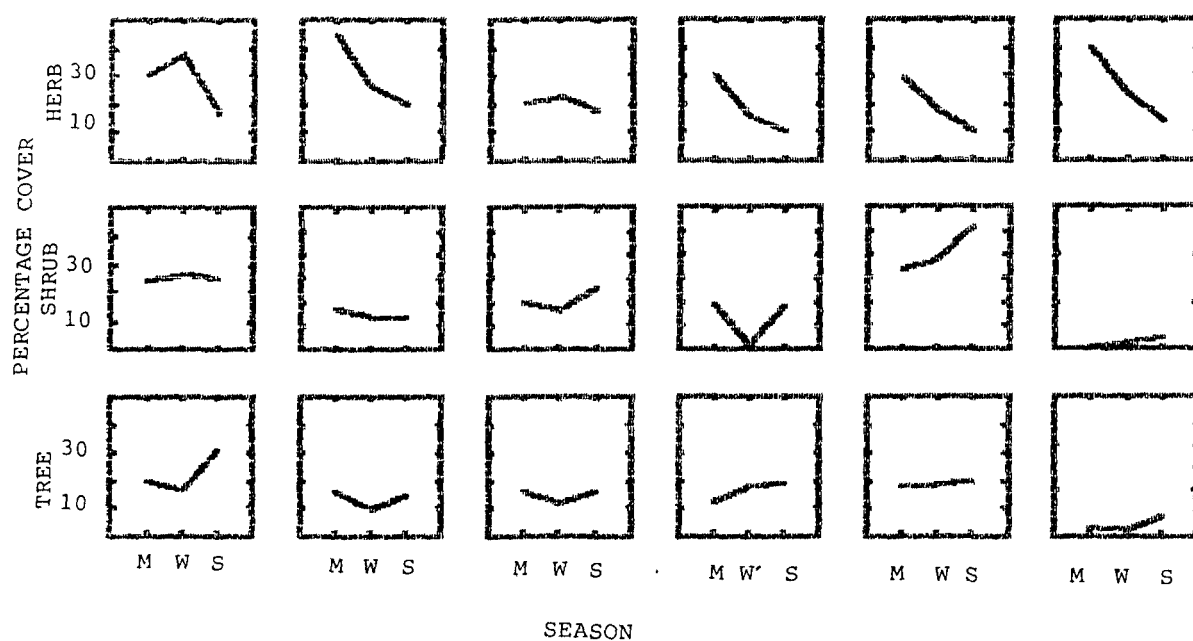 PERCENTAGE COVER
HERB
30
10
SHRUB
30
10
TREE
30
10
M W S
M W S
M W S
M W´ S
M W S
M W S
SEASON